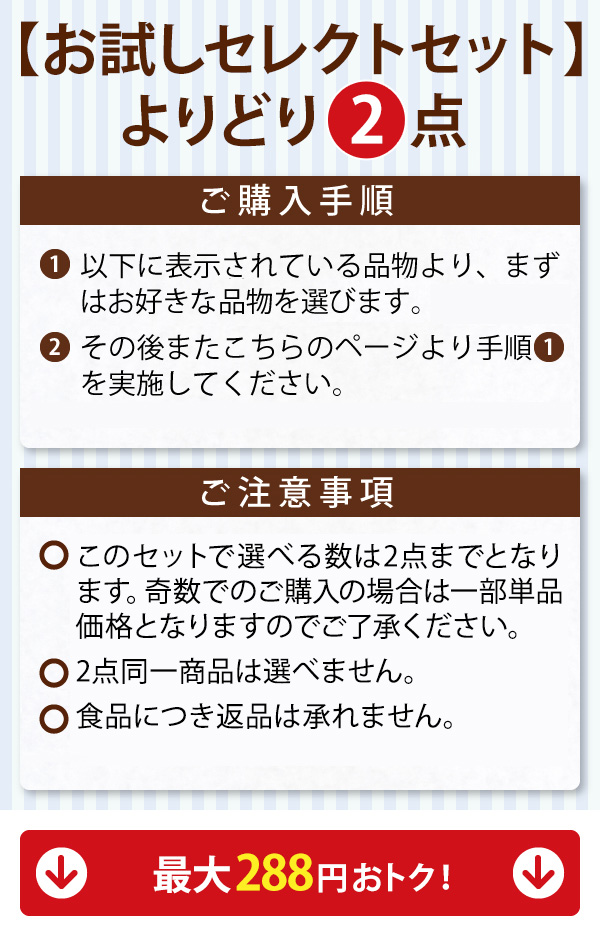 【お試しセレクトセット】
よりどり2点
ご購入手順
❶ 以下に表示されている品物より、まず
はお好きな品物を選びます。
❷ その後またこちらのページより手順❶
を実施してください。
ご注意事項
○ このセットで選べる数は2点までとなり
ます。奇数でのご購入の場合は一部単品
価格となりますのでご了承ください。
○ 2点同一商品は選べません。
○ 食品につき返品は承れません。
最大288円おトク!